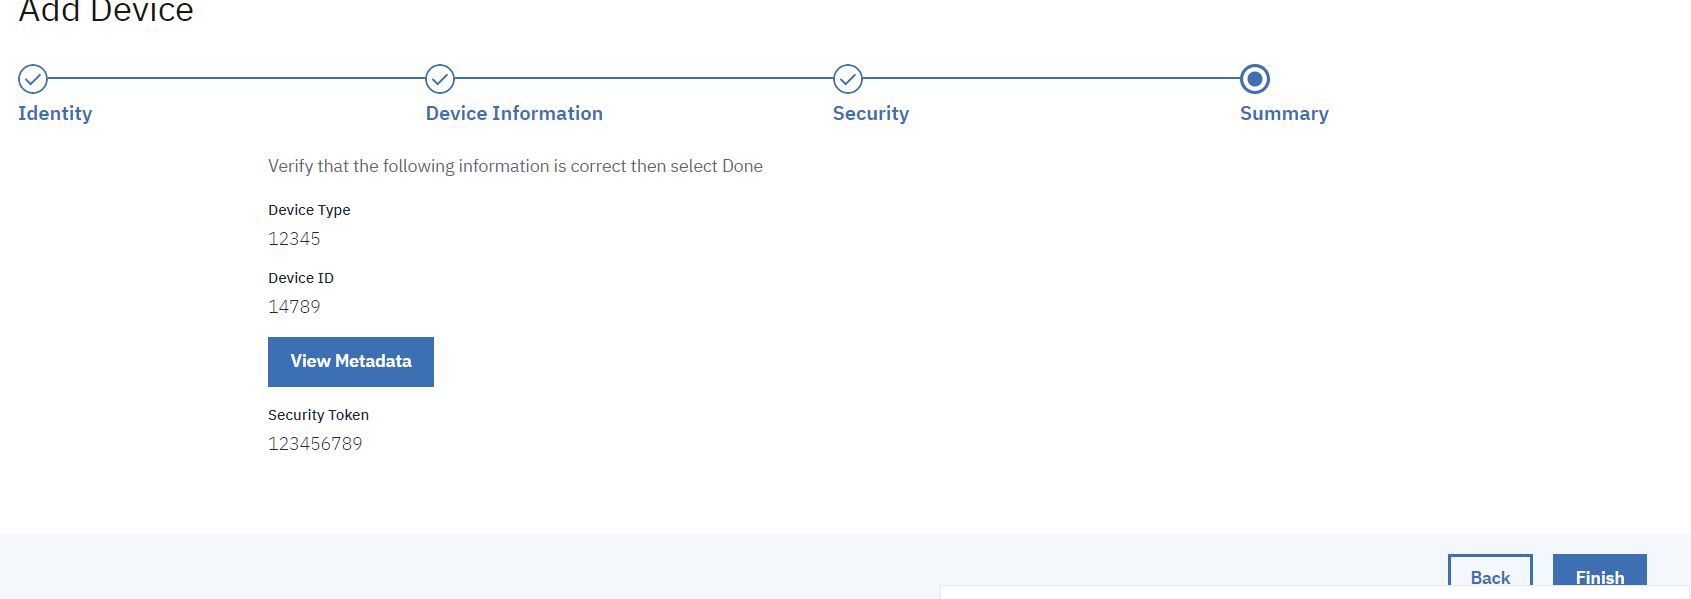 Add Device
Identity
Device Information
Security
Summary
Verify that the following information is correct then select Done
Device Type
12345
Device ID
14789
View Metadata
Security Token
123456789
Back
Finish